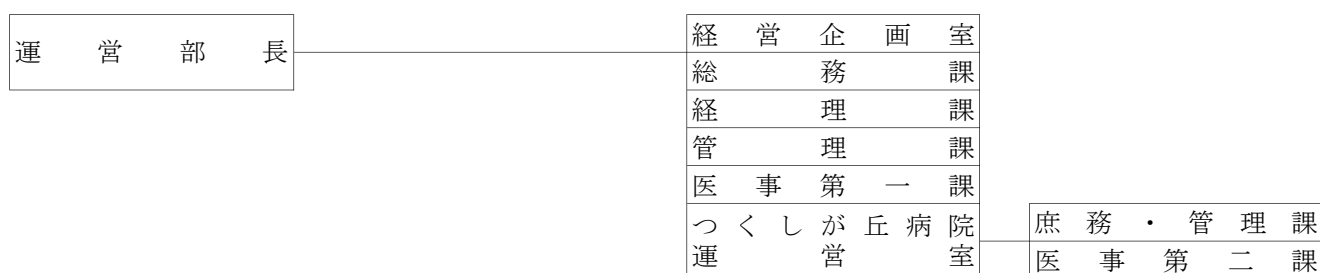 運営部長
経営企画室
総務課
経理課
管理課
医事第一課
つくしが丘病院
運営室
庶務・管理課
医事第二課